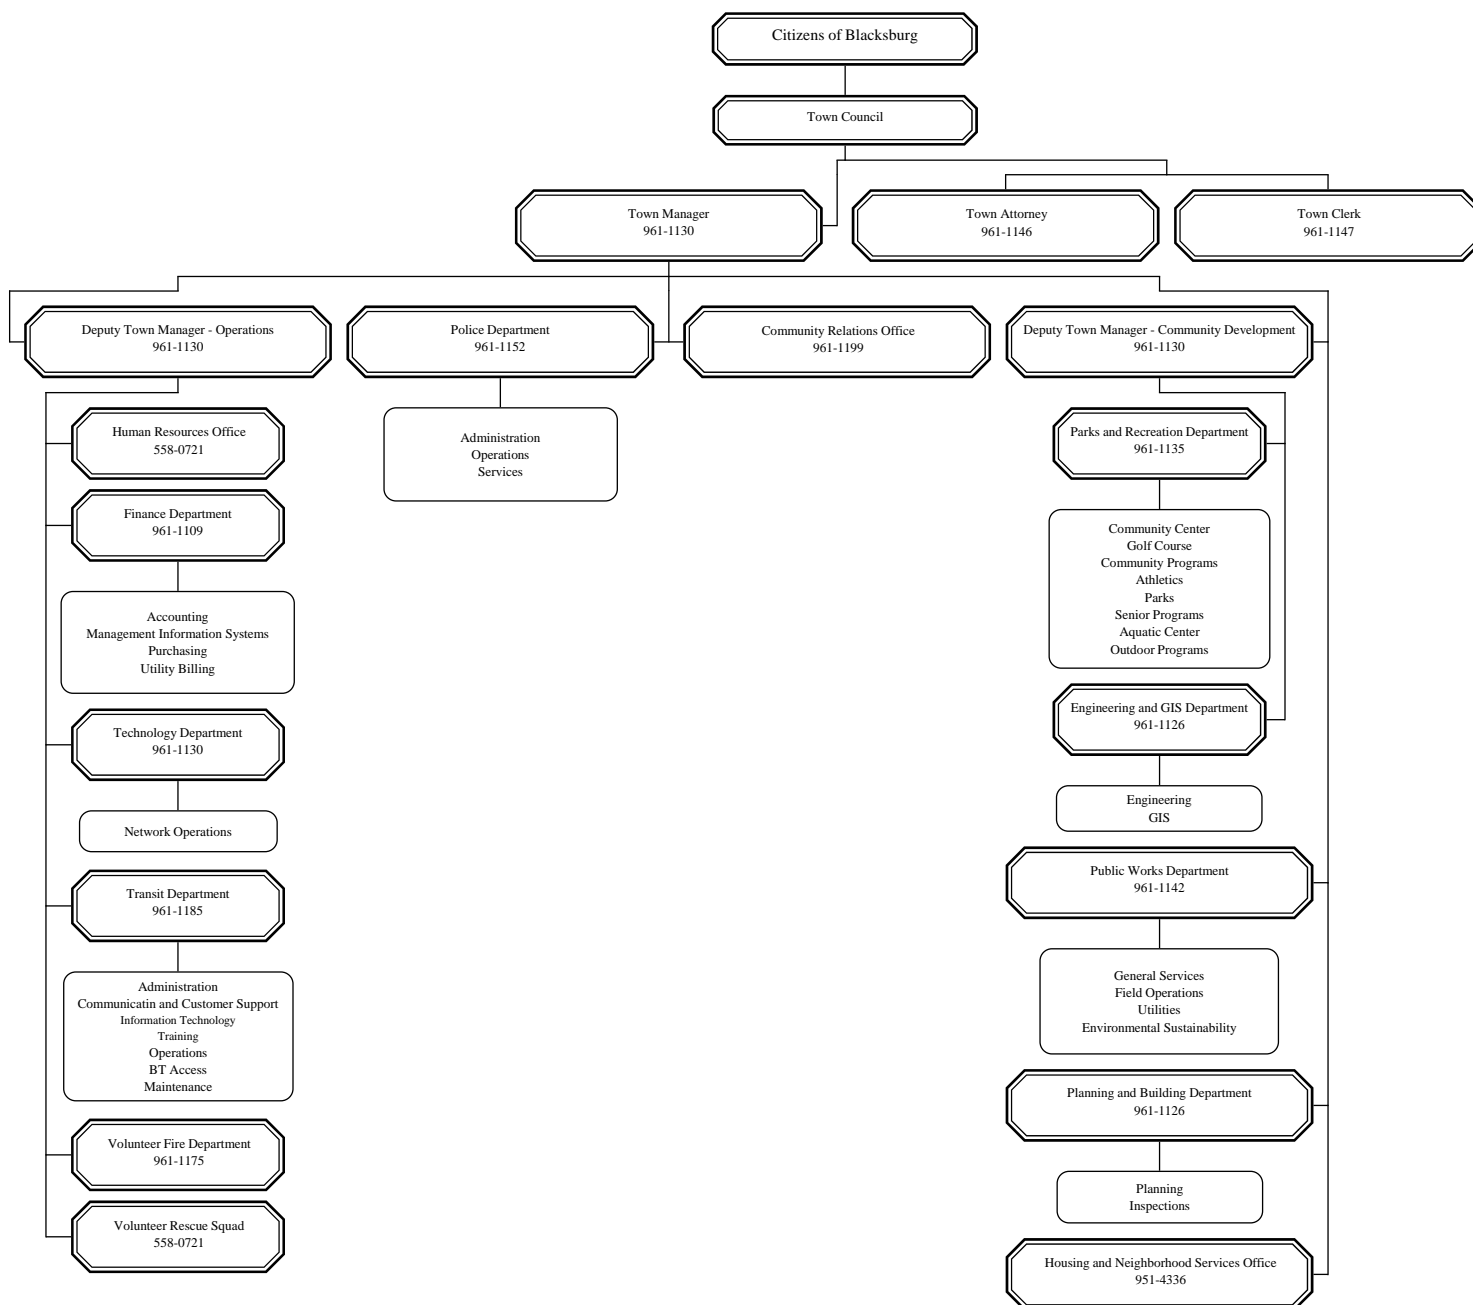 Citizens of Blacksburg
Town Council
Town Manager
961-1130
Town Attorney
961-1146
Town Clerk
961-1147
Deputy Town Manager - Operations
961-1130
Police Department
961-1152
Community Relations Office
961-1199
Deputy Town Manager - Community Development
961-1130
Human Resources Office
558-0721
Finance Department
961-1109
Accounting
Management Information Systems
Purchasing
Utility Billing
Technology Department
961-1130
Network Operations
Transit Department
961-1185
Administration
Communicatin and Customer Support
Information Technology
Training
Operations
BT Access
Maintenance
Volunteer Fire Department
961-1175
Volunteer Rescue Squad
558-0721
Administration
Operations
Services
Parks and Recreation Department
961-1135
Community Center
Golf Course
Community Programs
Athletics
Parks
Senior Programs
Aquatic Center
Outdoor Programs
Engineering and GIS Department
961-1126
Engineering
GIS
Public Works Department
961-1142
General Services
Field Operations
Utilities
Environmental Sustainability
Planning and Building Department
961-1126
Planning
Inspections
Housing and Neighborhood Services Office
951-4336